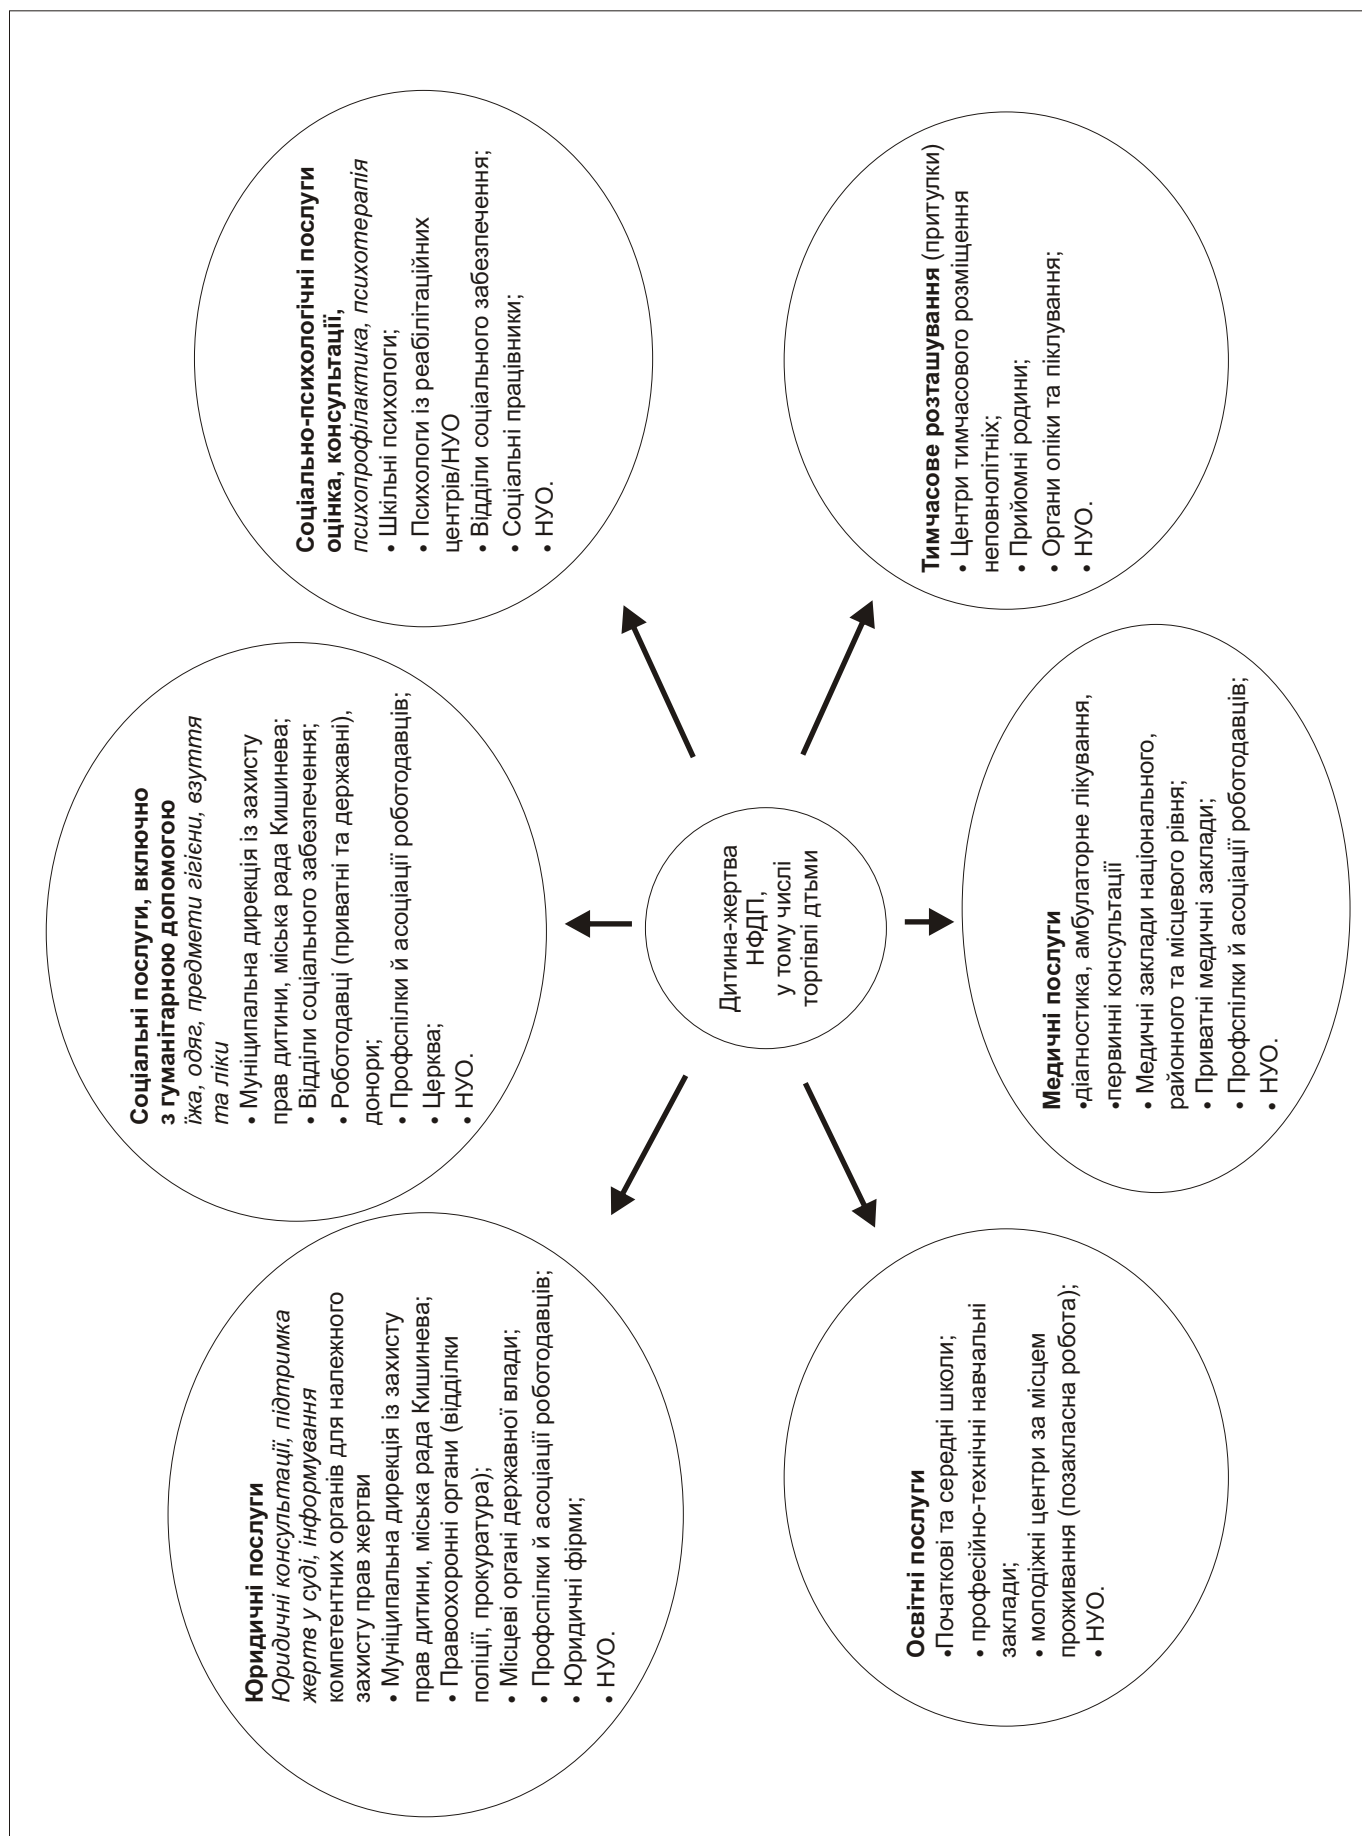 Юридичні послуги
Юридичні консультації, підтримка
жертв у суді, інформування
компетентних органів для належного
захисту прав жертви
• Муніципальна дирекція із захисту
прав дитини, міська рада Кишинева;
• Правоохоронні органи (відділки
поліції, прокуратура);
• Місцеві органі державної влади;
• Профспілки й асоціації роботодавців;
• Юридичні фірми;
• НУО.
Соціальні послуги, включно
з гуманітарною допомогою
їжа, одяг, предмети гігієни, взуття
та ліки
• Муніципальна дирекція із захисту
прав дитини, міська рада Кишинева;
• Відділи соціального забезпечення;
• Роботодавці (приватні та державні),
донори;
• Профспілки й асоціації роботодавців;
• Церква;
• НУО.
Соціально-психологічні послуги
оцінка, консультації,
психопрофілактика, психотерапія
• Шкільні психологи;
• Психологи із реабілітаційних
центрів/НУО
• Відділи соціального забезпечення;
• Соціальні працівники;
• НУО.
Дитина-жертва
НФДП,
у тому числі
торгівлі дтьми
Освітні послуги
•Початкові та середні школи;
• професійно-технічні навчальні
заклади;
• молодіжні центри за місцем
проживання (позакласна робота);
• НУО.
Медичні послуги
•діагностика, амбулаторне лікування,
•первинні консультації
• Медичні заклади національного,
районного та місцевого рівня;
• Приватні медичні заклади;
• Профспілки й асоціації роботодавців;
• НУО.
Тимчасове розташування (притулки)
• Центри тимчасового розміщення
неповнолітніх;
• Прийомні родини;
• Органи опіки та піклування;
• НУО.